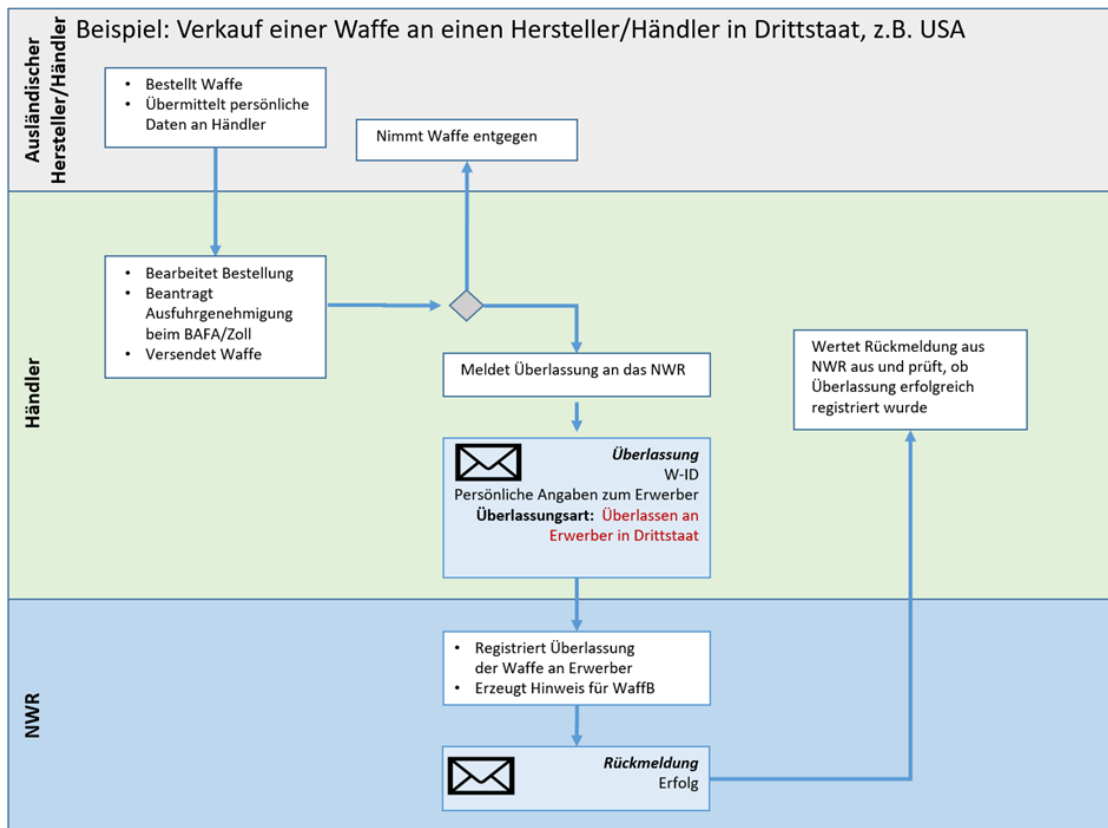 Beispiel: Verkauf einer Waffe an einen Hersteller/Händler in Drittstaat, z.B. USA
Ausländischer
Hersteller/Händler
• Bestellt Waffe
• Übermittelt persönliche
Daten an Händler
Nimmt Waffe entgegen
Händler
• Bearbeitet Bestellung
• Beantragt
Ausfuhrgenehmigung
beim BAFA/Zoll
• Versendet Waffe
Meldet Überlassung an das NWR
Wertet Rückmeldung aus
NWR aus und prüft, ob
Überlassung erfolgreich
registriert wurde
Überlassung
W-ID
Persönliche Angaben zum Erwerber
Überlassungsart: Überlassen an
Erwerber in Drittstaat
NWR
• Registriert Überlassung
der Waffe an Erwerber
• Erzeugt Hinweis für WaffB
Rückmeldung
Erfolg